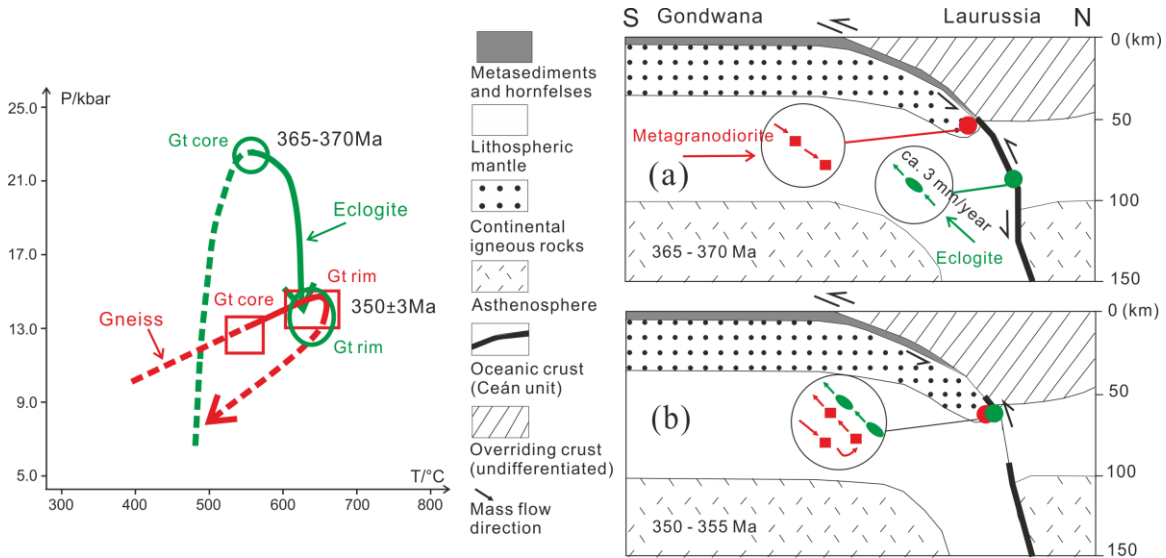 P/kbar
25.0
21.0
17.0
13.0
9.0
5.0
300
400
500
600
700
800
T/°C
Gt core
365-370Ma
Eclogite
Gt rim
Gt core
350±3Ma
Gneiss
Gt rim
Metasediments
and hornfelses
Lithospheric
mantle
Continental
igneous rocks
Asthenosphere
Oceanic crust
(Ceán unit)
Overriding crust
(undifferentiated)
Mass flow
direction
S
Gondwana
Laurussia
N
0 (km)
50
100
150
Metagranodiorite
(a)
ca. 3 mm/year
Eclogite
365 - 370 Ma
0 (km)
50
100
150
(b)
350 - 355 Ma